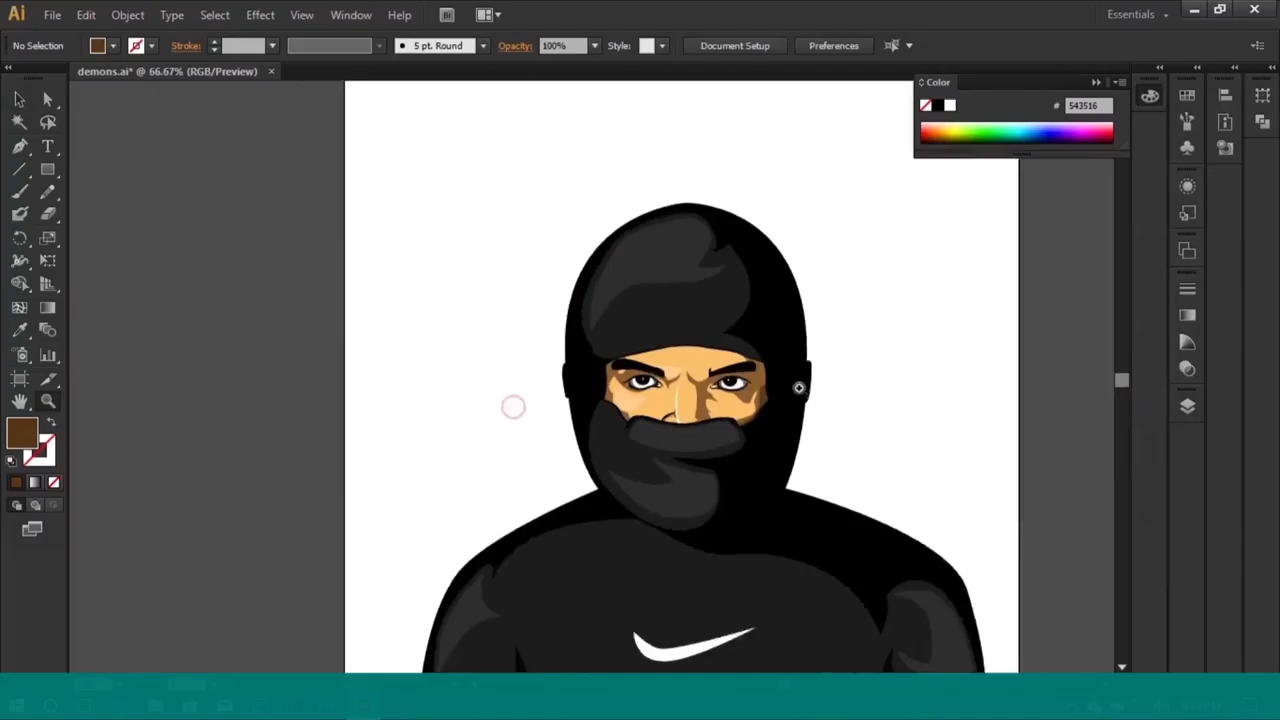 Ai File Edit Object Type Select Effect View Window Help Br Essentials
No Selection Stroke: 5 pt. Round Opacity: 100% Style: Document Setup Preferences
demons.ai* @ 66.67% (RGB/Preview)
Color
# 543516